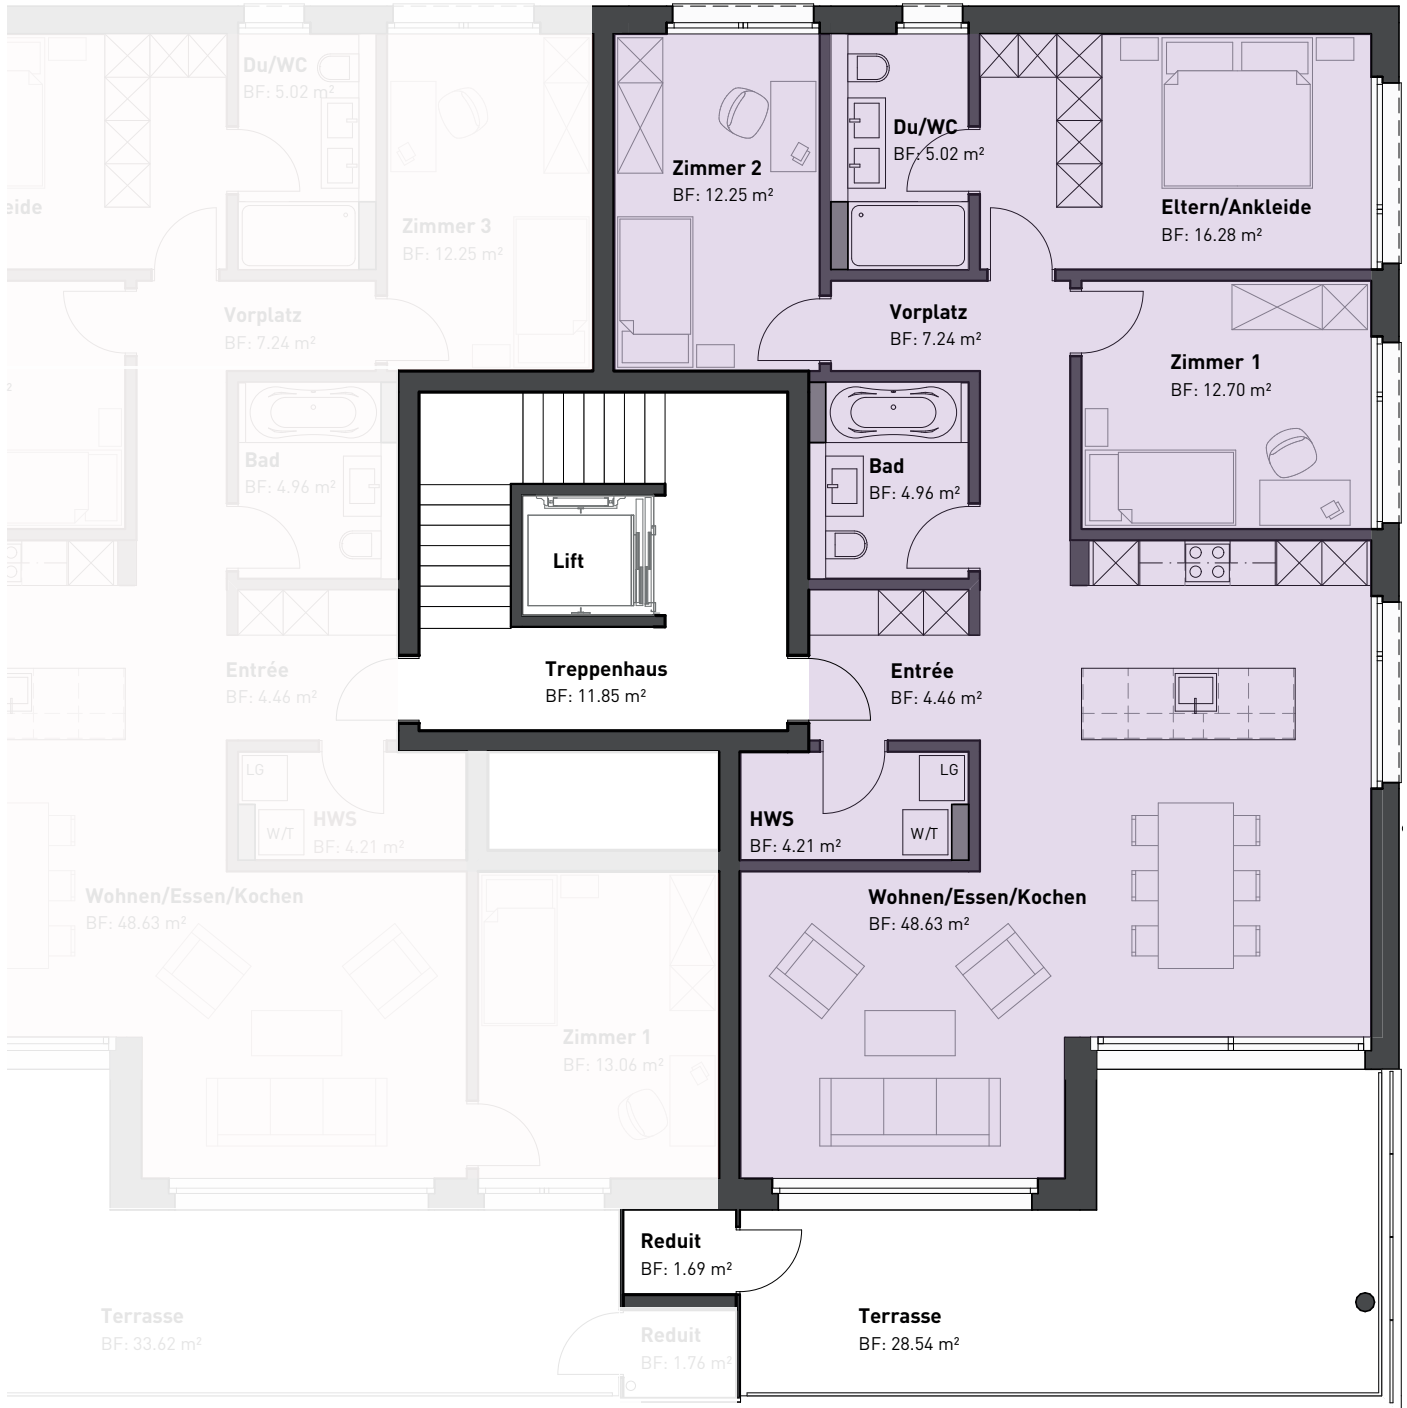 Du/WC
BF: 5.02 m²
eide
Zimmer 3
BF: 12.25 m²
Vorplatz
BF: 7.24 m²
²
Bad
BF: 4.96 m²
Entrée
BF: 4.46 m²
LG
W/T
HWS
BF: 4.21 m²
Wohnen/Essen/Kochen
BF: 48.63 m²
Zimmer 1
BF: 13.06 m²
Terrasse
BF: 33.62 m²
Reduit
BF: 1.76 m²
Lift
Treppenhaus
BF: 11.85 m²
Zimmer 2
BF: 12.25 m²
Du/WC
BF: 5.02 m²
Eltern/Ankleide
BF: 16.28 m²
Vorplatz
BF: 7.24 m²
Zimmer 1
BF: 12.70 m²
Bad
BF: 4.96 m²
Entrée
BF: 4.46 m²
LG
W/T
HWS
BF: 4.21 m²
Wohnen/Essen/Kochen
BF: 48.63 m²
Reduit
BF: 1.69 m²
Terrasse
BF: 28.54 m²